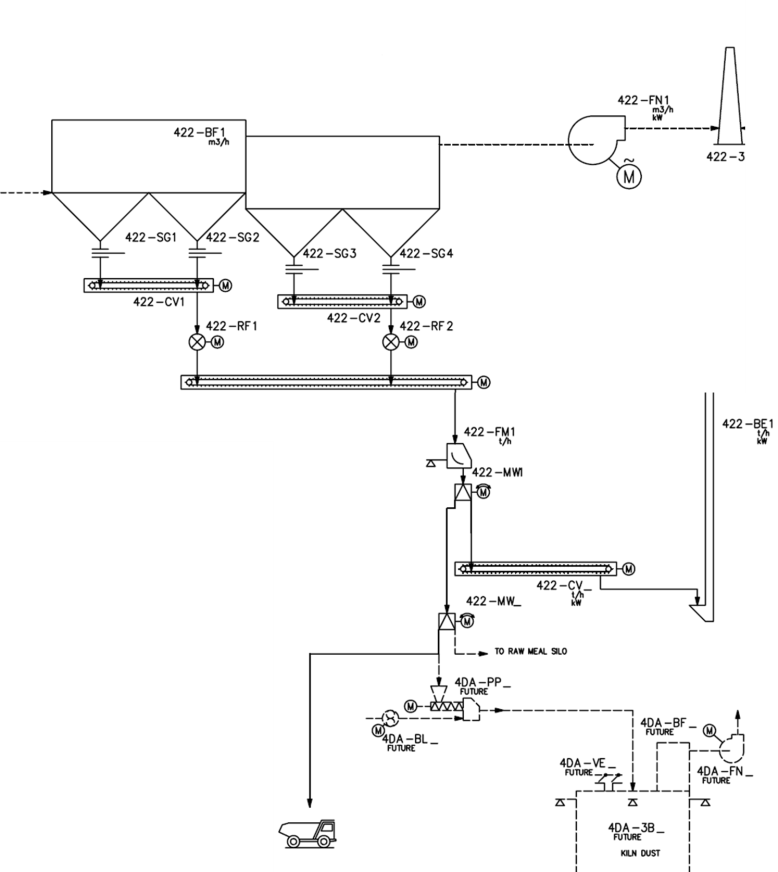 422-FN1
m3/h
kW
422-BF1
m3/h
M
422-3
422-SG1
422-SG2
422-SG3
422-SG4
M
422-CV1
M
422-CV2
422-RF1
M
422-RF2
M
M
422-FM1
t/h
422-BE1
t/h
kW
422-MW1
M
M
422-CV_
t/h
kW
422-MW_
M
TO RAW MEAL SILO
4DA-PP_
FUTURE
M
M
4DA-BL_
FUTURE
4DA-BF_
FUTURE
M
4DA-VE_
FUTURE
4DA-FN_
FUTURE
4DA-3B_
FUTURE
KILN DUST